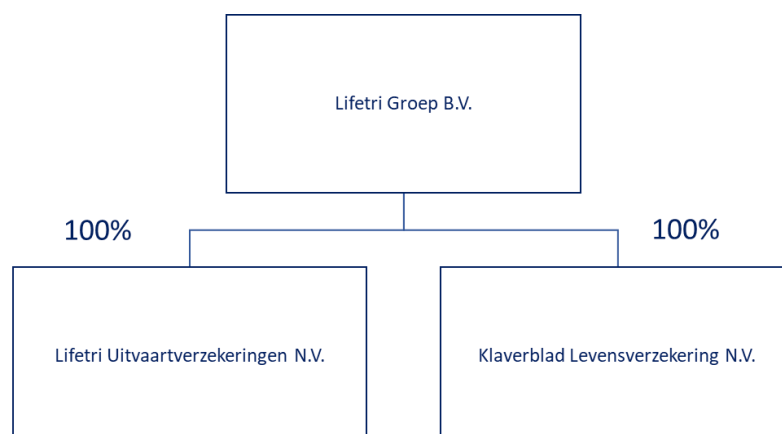 Lifetri Groep B.V.
100%
100%
Lifetri Uitvaartverzekeringen N.V.
Klaverblad Levensverzekering N.V.